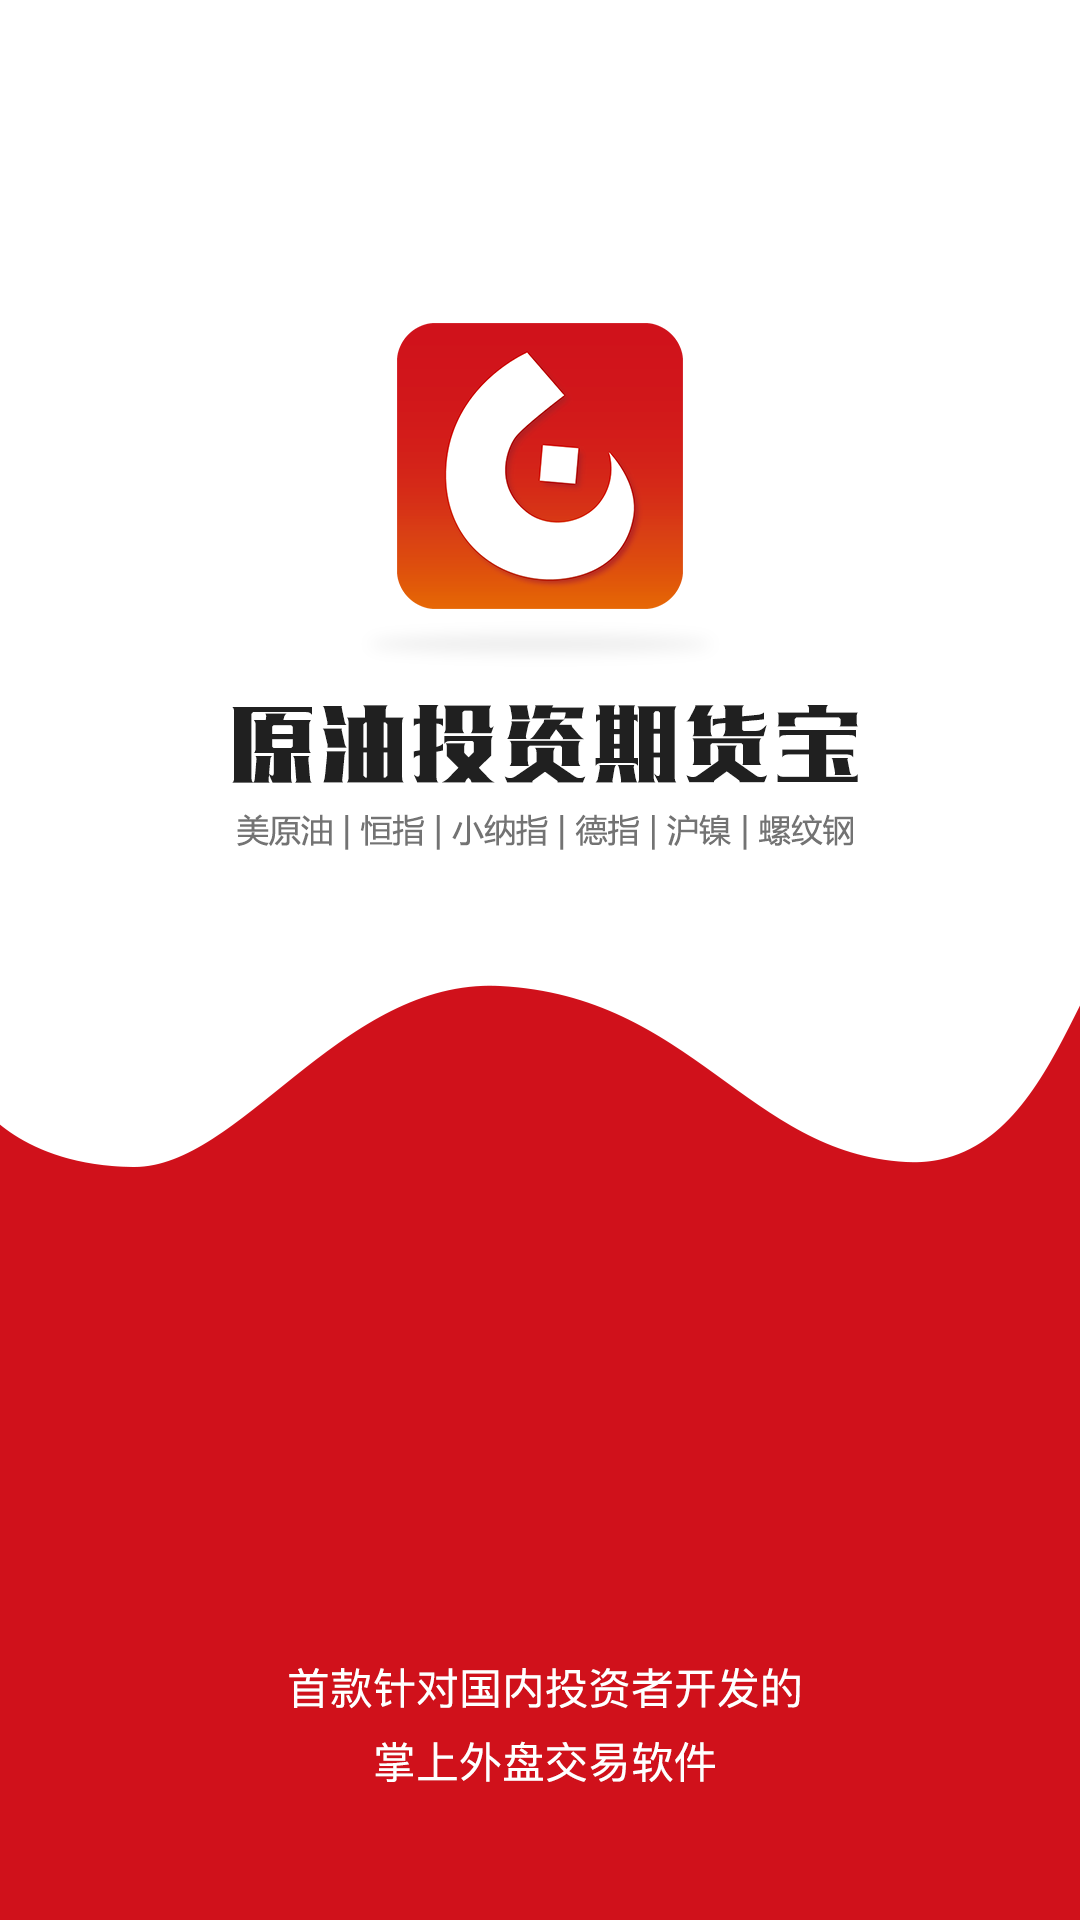 原油投资期货宝
美原油 | 恒指 | 小纳指 | 德指 | 沪镍 | 螺纹钢
首款针对国内投资者开发的
掌上外盘交易软件